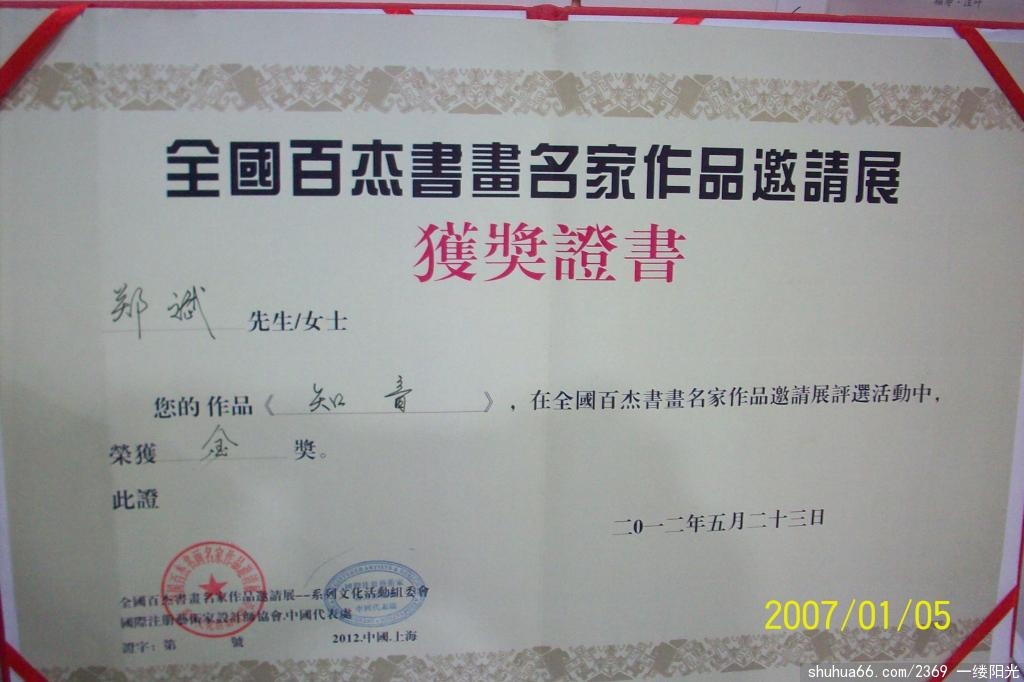 全國百杰書畫名家作品邀請展
獲獎證書
郑斌 先生/女士
您的 作品《 知音 》，在全國百杰書畫名家作品邀請展評選活動中，
榮獲 金 獎。
此證
二0一二年五月二十三日
全國百杰書畫名家作品邀請展--系列文化活動組委會
國際注册藝術家設計師協會.中國代表處
證字：第 號
2012.中國.上海
2007/01/05
shuhua66.com/2369 一缕阳光